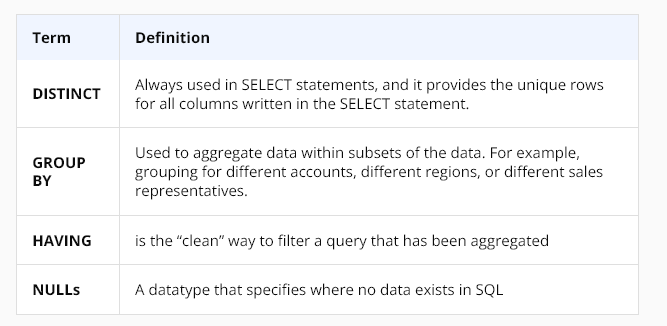 Term
Definition
DISTINCT
Always used in SELECT statements, and it provides the unique rows
for all columns written in the SELECT statement.
GROUP
BY
Used to aggregate data within subsets of the data. For example,
grouping for different accounts, different regions, or different sales
representatives.
HAVING
is the “clean” way to filter a query that has been aggregated
NULLs
A datatype that specifies where no data exists in SQL